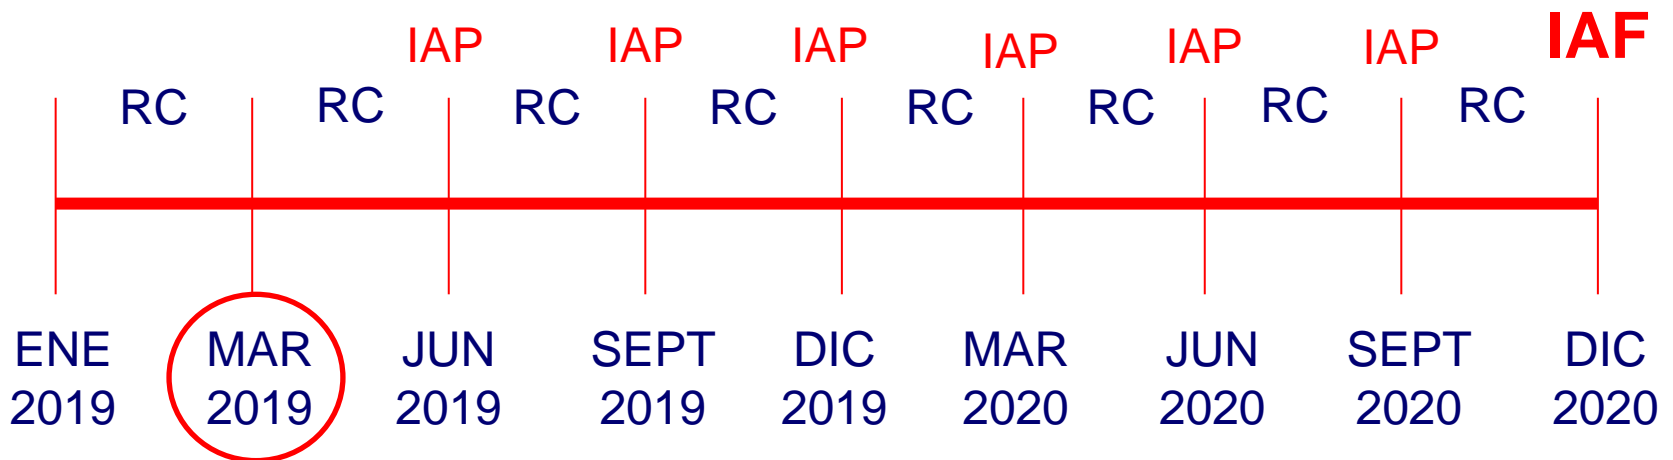 IAP IAP IAP IAP IAP IAP IAF
RC RC RC RC RC RC RC RC
ENE MAR JUN SEPT DIC MAR JUN SEPT DIC
2019 2019 2019 2019 2019 2020 2020 2020 2020